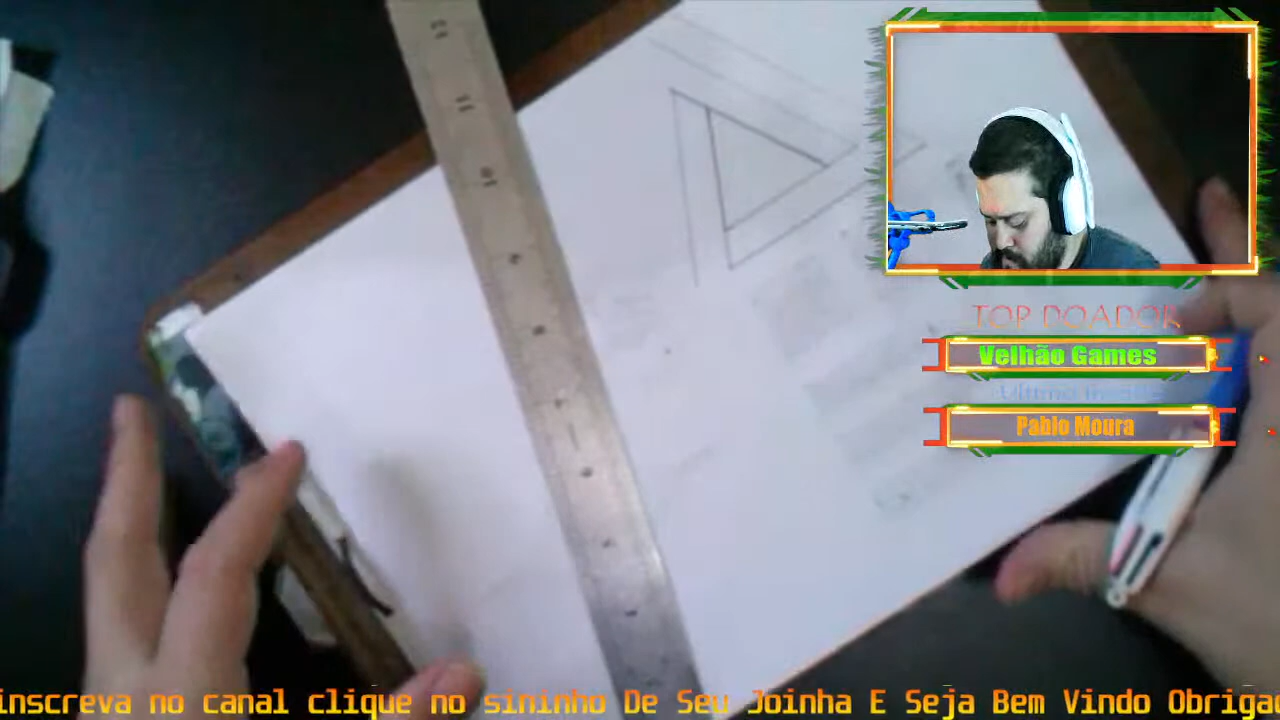 TOP DOADOR
Velhão Games
Pablo Moura
inscreva no canal clique no sininho De Seu Joinha E Seja Bem Vindo Obrigad